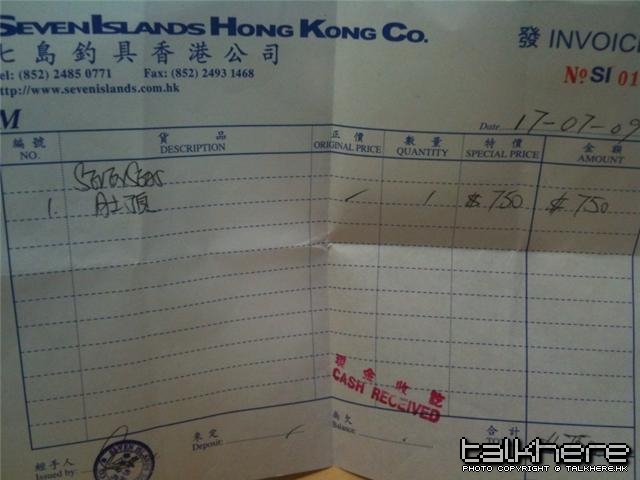 SEVENISLANDS HONG KONG CO.
七島釣具香港公司
發 INVOICE
Tel: (852) 2485 0771 Fax: (852) 2493 1468
http://www.sevenislands.com.hk
№ SI 01
M
Date 17-07-09
編號 貨品 正價 數量 特價 金額
NO. DESCRIPTION ORIGINAL PRICE QUANTITY SPECIAL PRICE AMOUNT
Seven Seas
1. 1 $750 $750
現金收訖
CASH RECEIVED
經手人 來定 尚欠 合計
Issued by: Deposit: Balance:
talkhere
PHOTO COPYRIGHT @ TALKHERE.HK